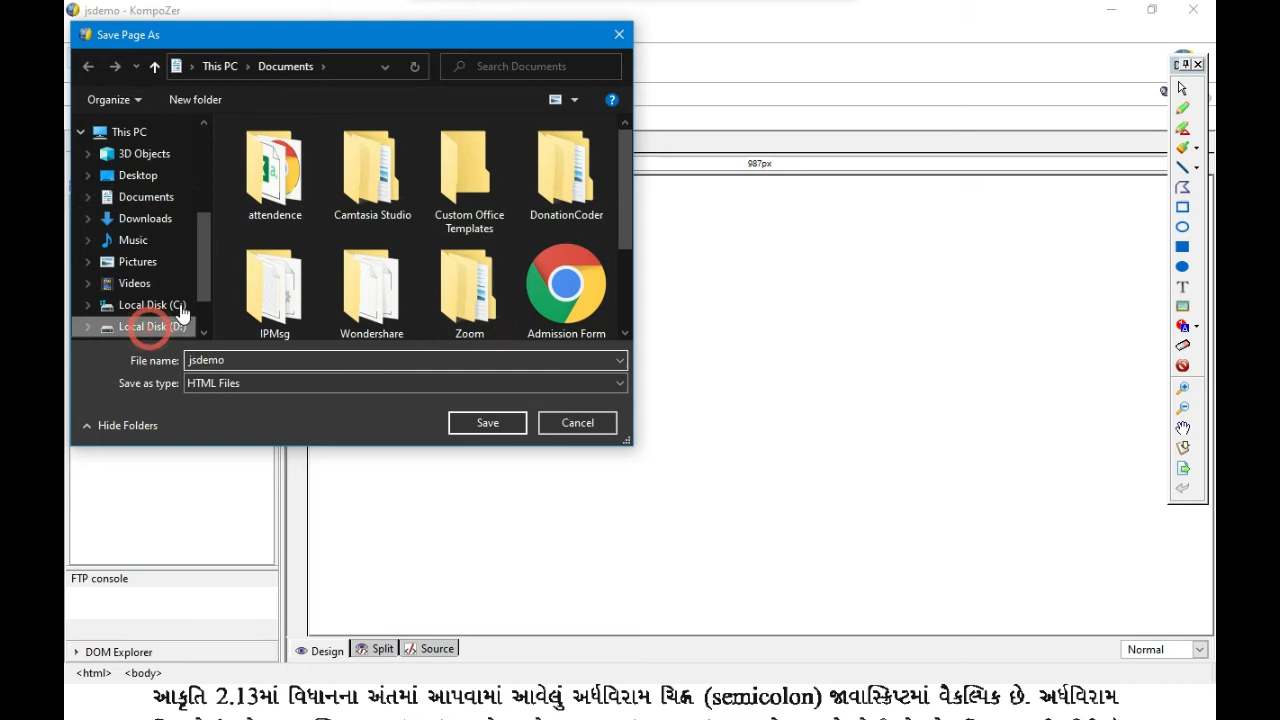 jsdemo - KompoZer
Save Page As
This PC
Documents
Search Documents
Organize
New folder
This PC
3D Objects
Desktop
Documents
Downloads
Music
Pictures
Videos
Local Disk (C:)
Local Disk (D:)
attendence
Camtasia Studio
Custom Office
Templates
DonationCoder
IPMsg
Wondershare
Zoom
Admission Form
987px
File name: jsdemo
Save as type: HTML Files
Hide Folders
Save
Cancel
T
FTP console
DOM Explorer
Design
Split
Source
Normal
<html>
<body>
આકૃતિ 2.13માં વિધાનના અંતમાં આપવામાં આવેલું અર્ધવિરામ ચિહ્ન (semicolon) જાવાસ્ક્રિપ્ટમાં વૈકલ્પિક છે. અર્ધવિરામ